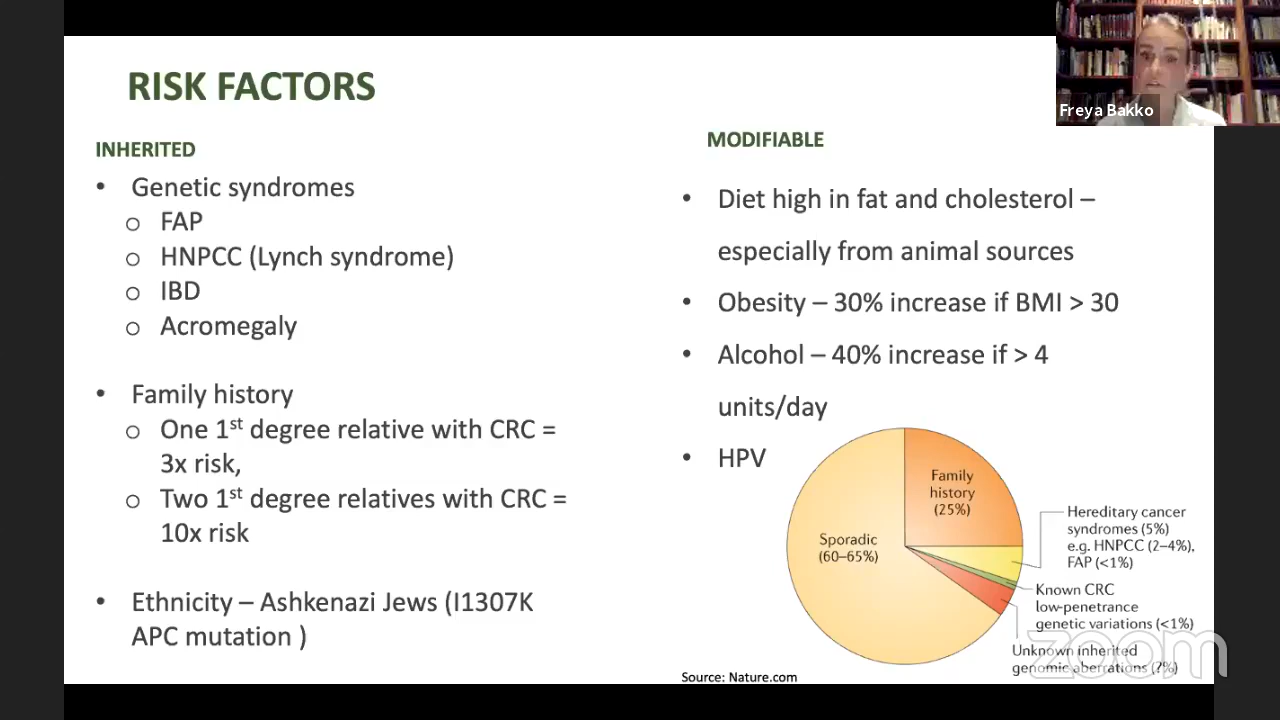 RISK FACTORS
INHERITED
• Genetic syndromes
o FAP
o HNPCC (Lynch syndrome)
o IBD
o Acromegaly
• Family history
o One 1st degree relative with CRC =
3x risk,
o Two 1st degree relatives with CRC =
10x risk
• Ethnicity – Ashkenazi Jews (I1307K
APC mutation )
MODIFIABLE
• Diet high in fat and cholesterol –
especially from animal sources
• Obesity – 30% increase if BMI > 30
• Alcohol – 40% increase if > 4
units/day
• HPV
Family
history
(25%)
Sporadic
(60–65%)
Hereditary cancer
syndromes (5%)
e.g. HNPCC (2–4%),
FAP (<1%)
Known CRC
low-penetrance
genetic variations (<1%)
Unknown inherited
genomic aberrations (?%)
Source: Nature.com
Freya Bakko
zoom